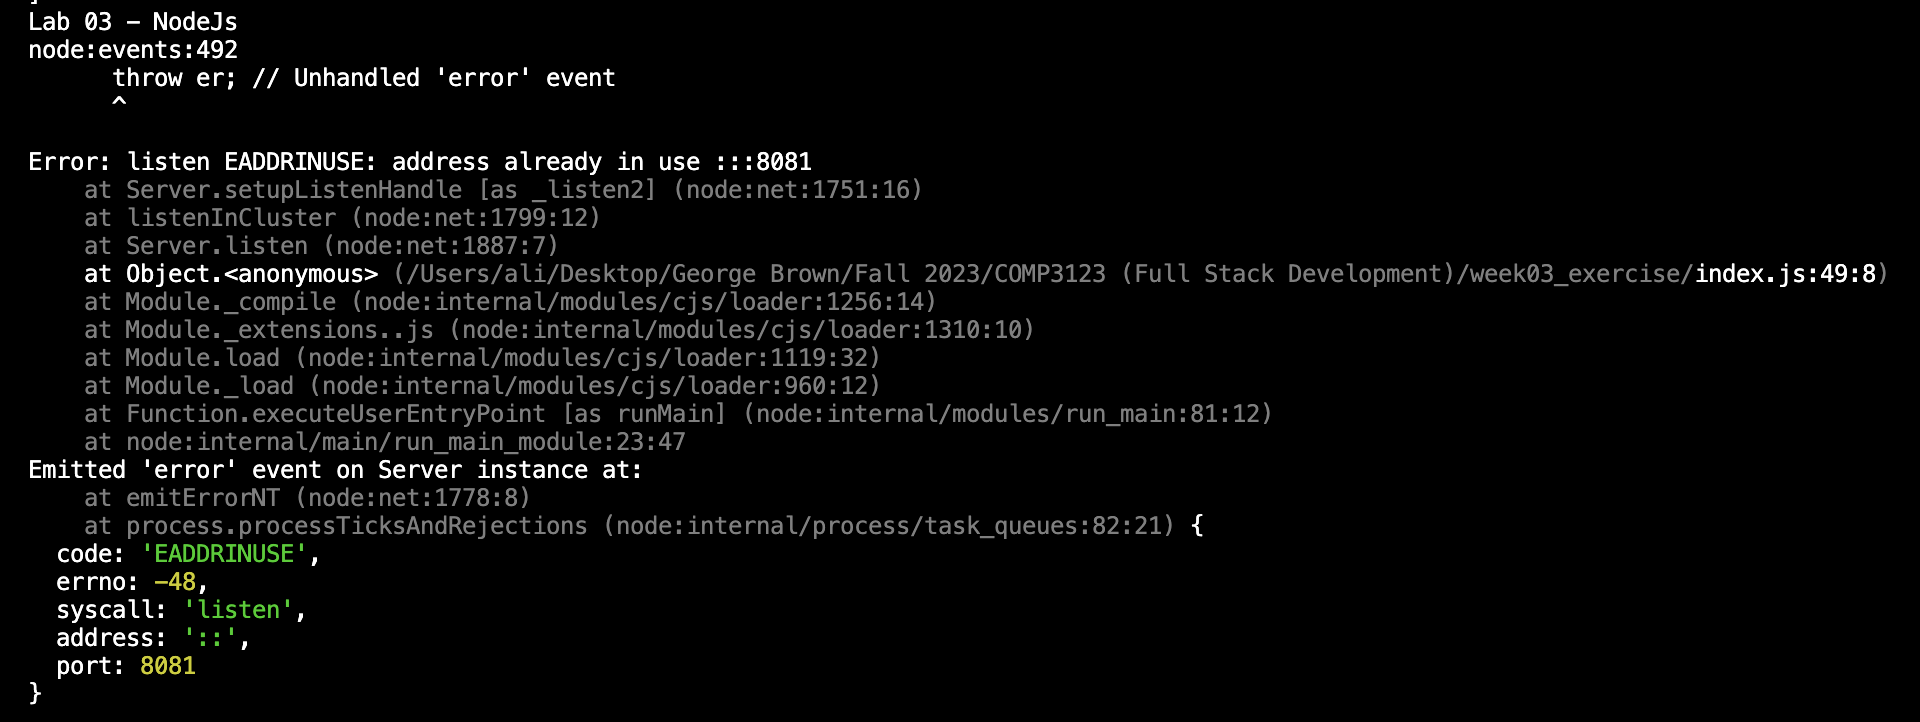 Lab 03 - NodeJs
node:events:492
      throw er; // Unhandled 'error' event
      ^
Error: listen EADDRINUSE: address already in use :::8081
    at Server.setupListenHandle [as _listen2] (node:net:1751:16)
    at listenInCluster (node:net:1799:12)
    at Server.listen (node:net:1887:7)
    at Object.<anonymous> (/Users/ali/Desktop/George Brown/Fall 2023/COMP3123 (Full Stack Development)/week03_exercise/index.js:49:8)
    at Module._compile (node:internal/modules/cjs/loader:1256:14)
    at Module._extensions..js (node:internal/modules/cjs/loader:1310:10)
    at Module.load (node:internal/modules/cjs/loader:1119:32)
    at Module._load (node:internal/modules/cjs/loader:960:12)
    at Function.executeUserEntryPoint [as runMain] (node:internal/modules/run_main:81:12)
    at node:internal/main/run_main_module:23:47
Emitted 'error' event on Server instance at:
    at emitErrorNT (node:net:1778:8)
    at process.processTicksAndRejections (node:internal/process/task_queues:82:21) {
  code: 'EADDRINUSE',
  errno: -48,
  syscall: 'listen',
  address: '::',
  port: 8081
}